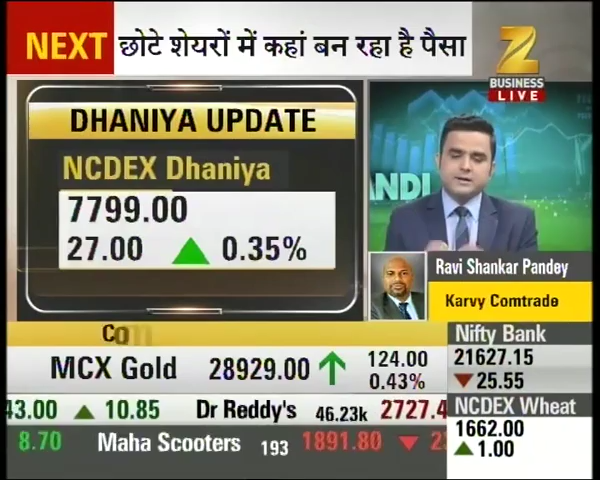 NEXT छोटे शेयरों में कहां बन रहा है पैसा
Z
BUSINESS
LIVE
DHANIYA UPDATE
NCDEX Dhaniya
7799.00
27.00 ▲ 0.35%
ANDI
Ravi Shankar Pandey
Karvy Comtrade
MCX Gold 28929.00 ↑ 124.00
0.43%
Nifty Bank
21627.15
▼ 25.55
43.00 ▲ 10.85 Dr Reddy's 46.23k 2727.4
NCDEX Wheat
1662.00
▲ 1.00
8.70 Maha Scooters 193 1891.80 ▼